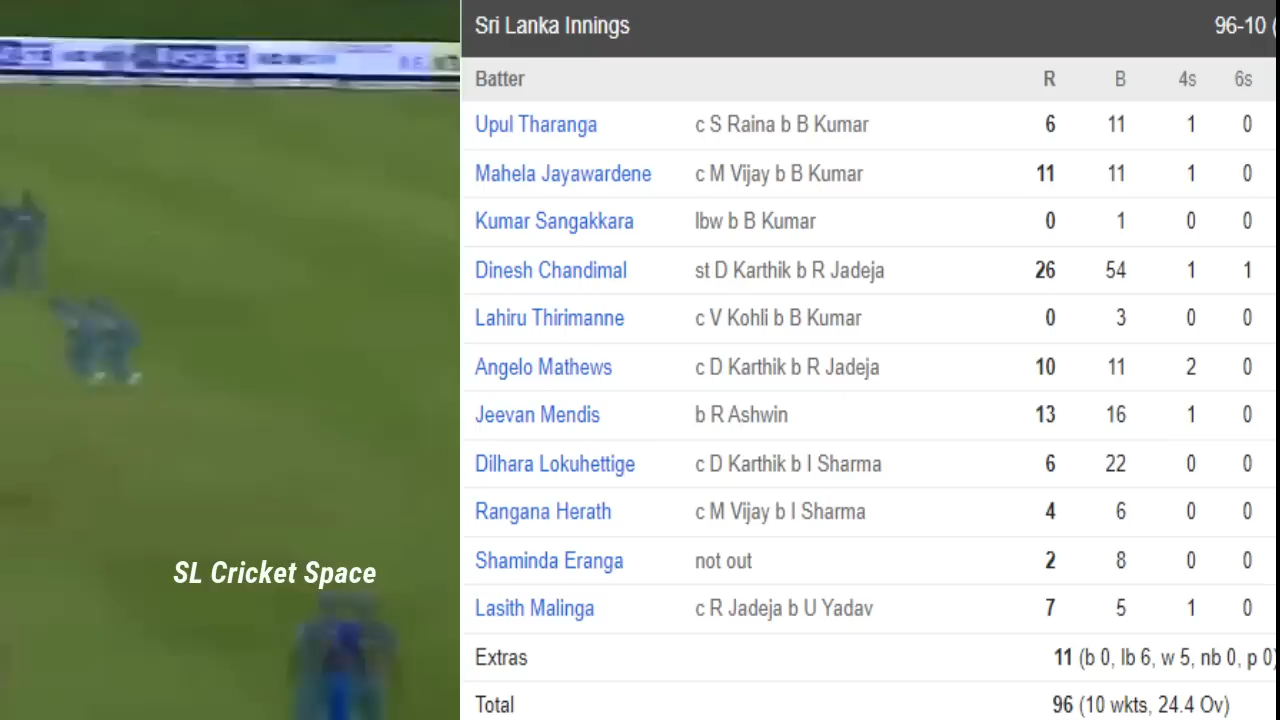 Sri Lanka Innings 96-10 (
Batter R B 4s 6s
Upul Tharanga c S Raina b B Kumar 6 11 1 0
Mahela Jayawardene c M Vijay b B Kumar 11 11 1 0
Kumar Sangakkara lbw b B Kumar 0 1 0 0
Dinesh Chandimal st D Karthik b R Jadeja 26 54 1 1
Lahiru Thirimanne c V Kohli b B Kumar 0 3 0 0
Angelo Mathews c D Karthik b R Jadeja 10 11 2 0
Jeevan Mendis b R Ashwin 13 16 1 0
Dilhara Lokuhettige c D Karthik b I Sharma 6 22 0 0
Rangana Herath c M Vijay b I Sharma 4 6 0 0
Shaminda Eranga not out 2 8 0 0
SL Cricket Space
Lasith Malinga c R Jadeja b U Yadav 7 5 1 0
Extras 11 (b 0, lb 6, w 5, nb 0, p 0)
Total 96 (10 wkts, 24.4 Ov)